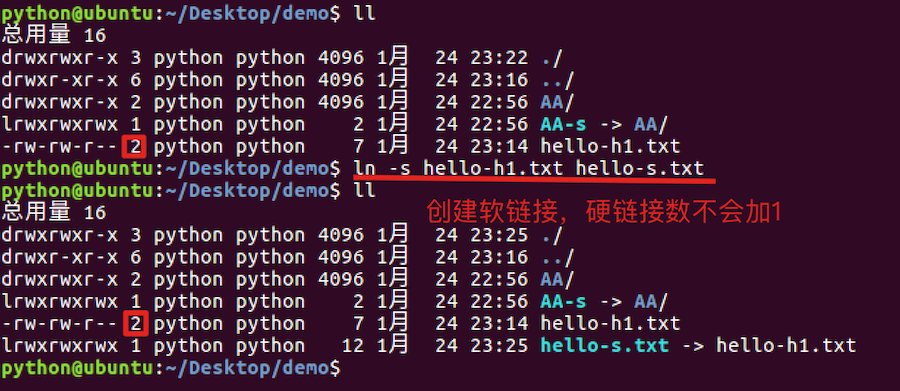 python@ubuntu:~/Desktop/demo$ ll
总用量 16
drwxrwxr-x 3 python python 4096 1月  24 23:22 ./
drwxr-xr-x 6 python python 4096 1月  24 23:16 ../
drwxrwxr-x 2 python python 4096 1月  24 22:56 AA/
lrwxrwxrwx 1 python python    2 1月  24 22:56 AA-s -> AA/
-rw-rw-r-- 2 python python    7 1月  24 23:14 hello-h1.txt
python@ubuntu:~/Desktop/demo$ ln -s hello-h1.txt hello-s.txt
python@ubuntu:~/Desktop/demo$ ll
总用量 16
创建软链接，硬链接数不会加1
drwxrwxr-x 3 python python 4096 1月  24 23:25 ./
drwxr-xr-x 6 python python 4096 1月  24 23:16 ../
drwxrwxr-x 2 python python 4096 1月  24 22:56 AA/
lrwxrwxrwx 1 python python    2 1月  24 22:56 AA-s -> AA/
-rw-rw-r-- 2 python python    7 1月  24 23:14 hello-h1.txt
lrwxrwxrwx 1 python python   12 1月  24 23:25 hello-s.txt -> hello-h1.txt
python@ubuntu:~/Desktop/demo$